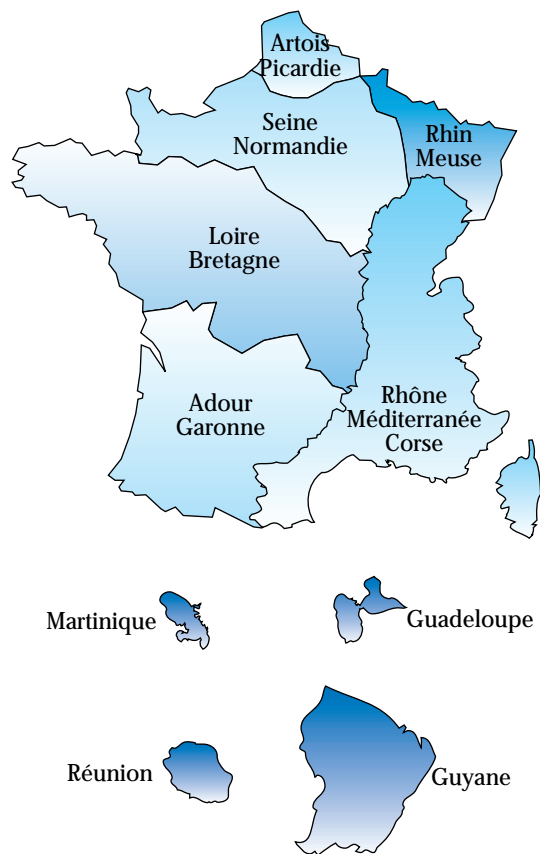 Artois
Picardie
Seine
Normandie
Rhin
Meuse
Loire
Bretagne
Adour
Garonne
Rhône
Méditerranée
Corse
Martinique
Guadeloupe
Réunion
Guyane